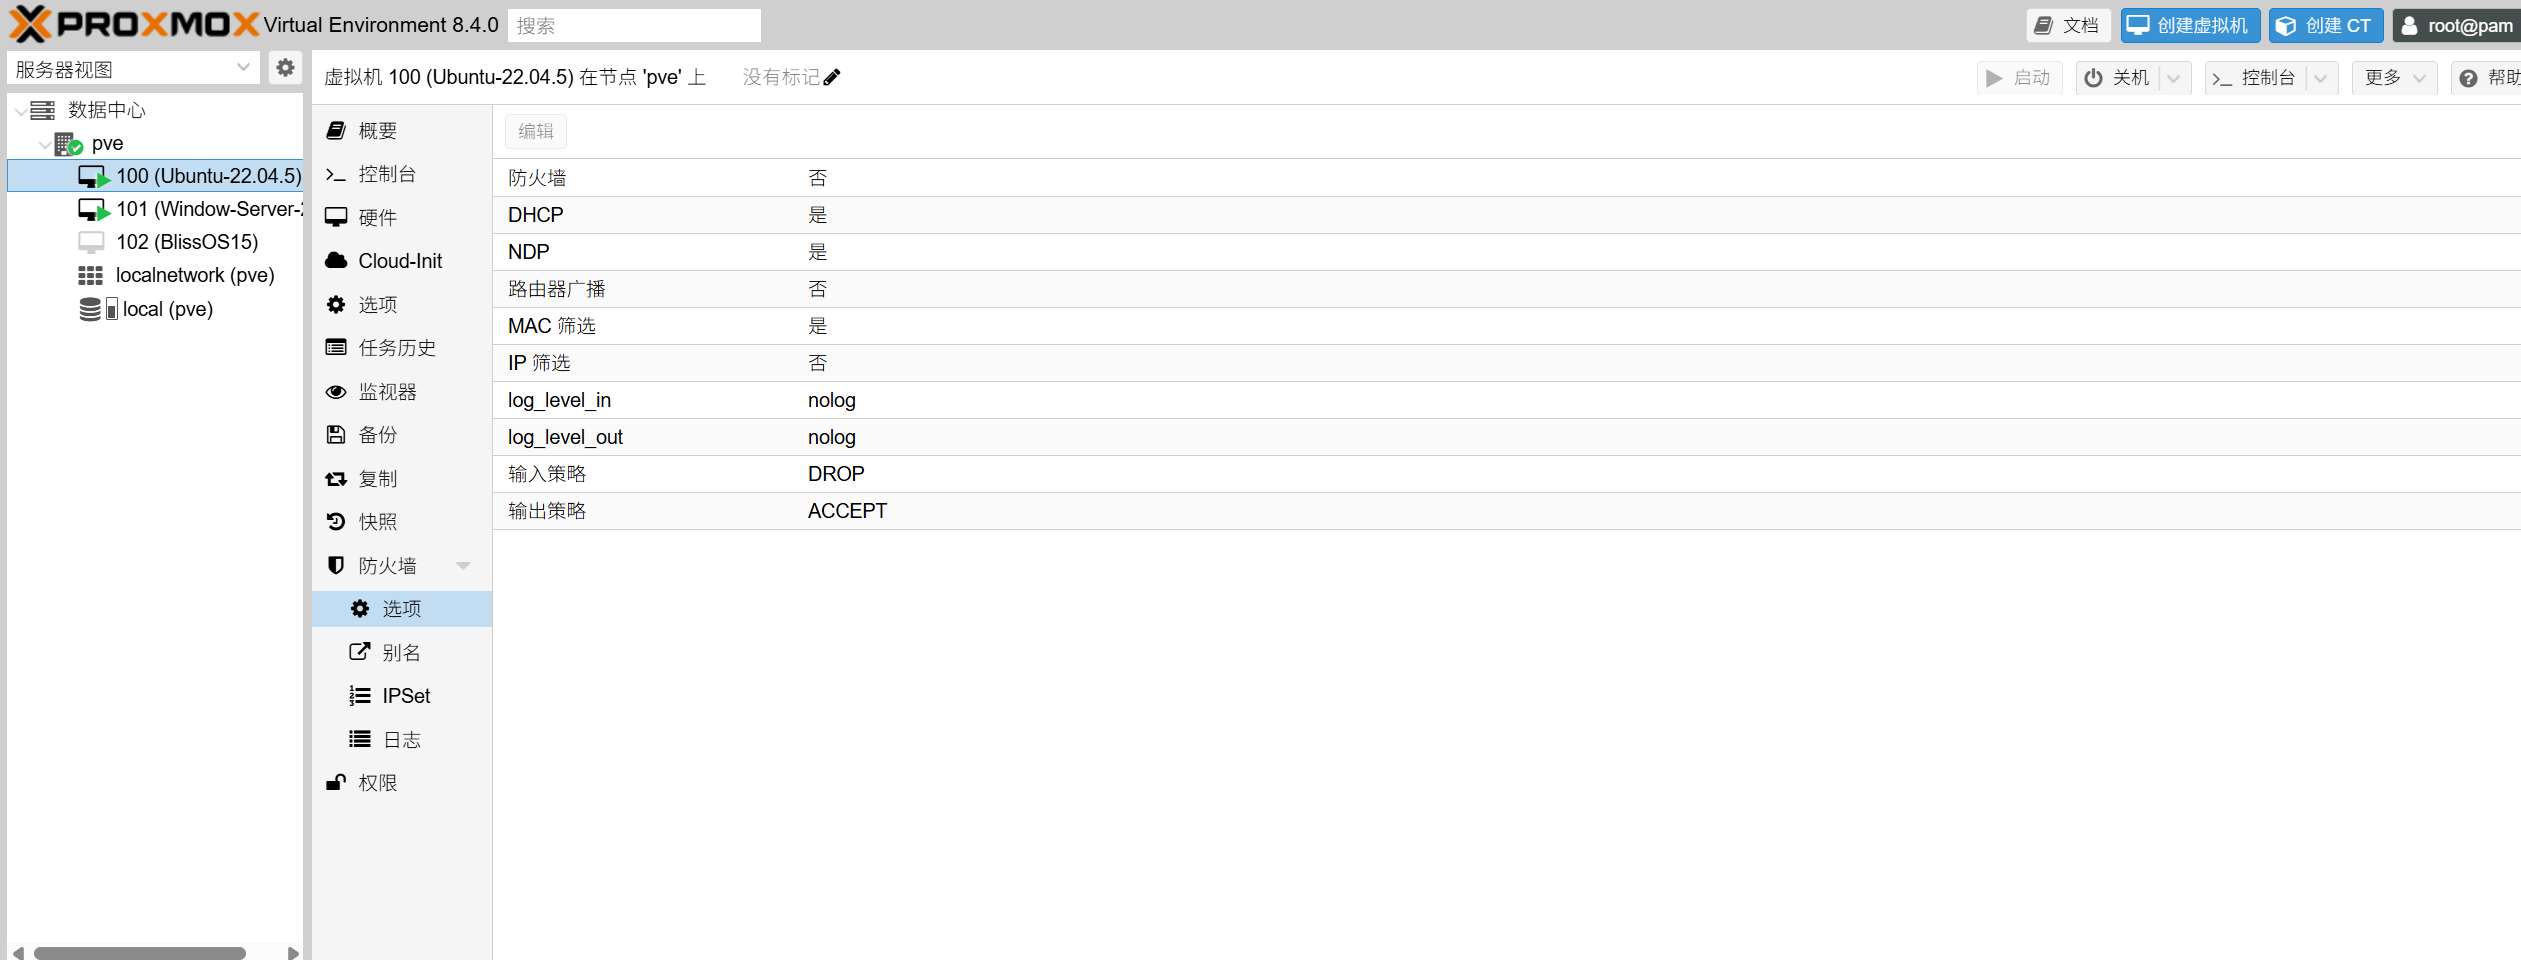 PROXMOX Virtual Environment 8.4.0 搜索 文档 创建虚拟机 创建 CT root@pam
服务器视图
数据中心
pve
100 (Ubuntu-22.04.5)
101 (Window-Server-2
102 (BlissOS15)
localnetwork (pve)
local (pve)
虚拟机 100 (Ubuntu-22.04.5) 在节点 'pve' 上 没有标记 启动 关机 控制台 更多 帮助
概要
控制台
硬件
Cloud-Init
选项
任务历史
监视器
备份
复制
快照
防火墙
选项
别名
IPSet
日志
权限
编辑
防火墙 否
DHCP 是
NDP 是
路由器广播 否
MAC 筛选 是
IP 筛选 否
log_level_in nolog
log_level_out nolog
输入策略 DROP
输出策略 ACCEPT